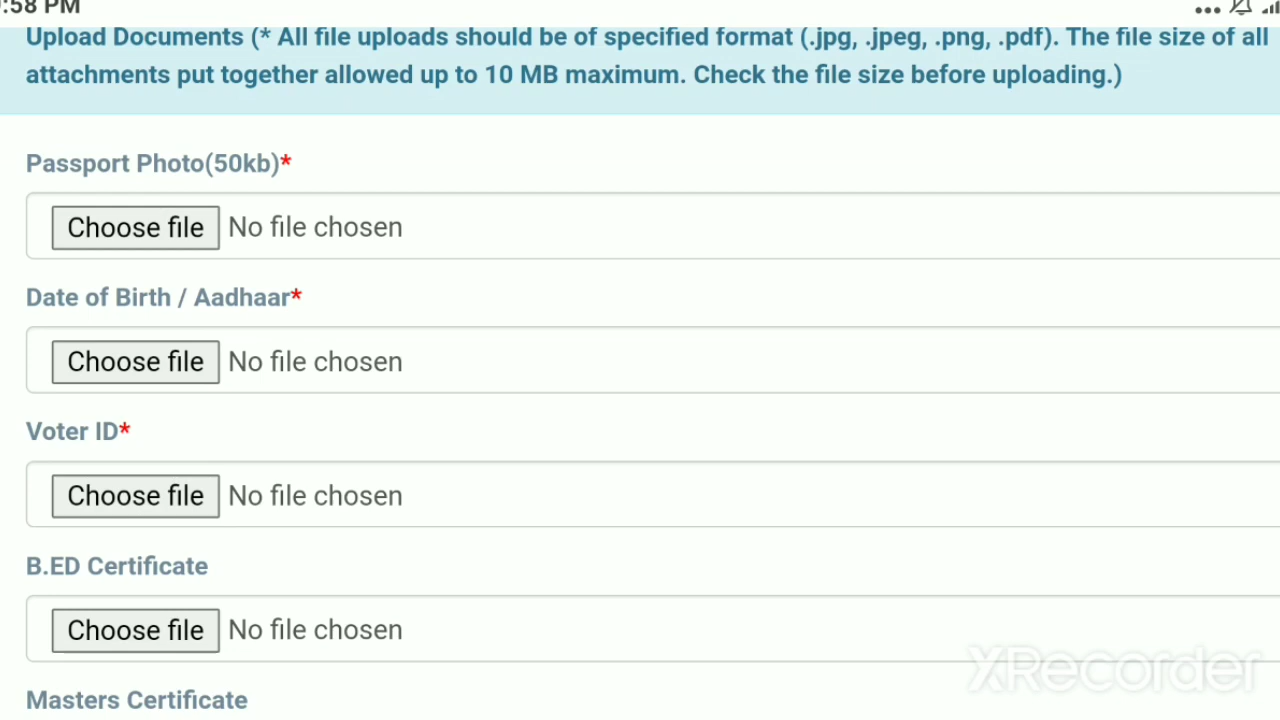 :58 PM
Upload Documents (* All file uploads should be of specified format (.jpg, .jpeg, .png, .pdf). The file size of all
attachments put together allowed up to 10 MB maximum. Check the file size before uploading.)
Passport Photo(50kb)*
Choose file No file chosen
Date of Birth / Aadhaar*
Choose file No file chosen
Voter ID*
Choose file No file chosen
B.ED Certificate
Choose file No file chosen
XRecorder
Masters Certificate